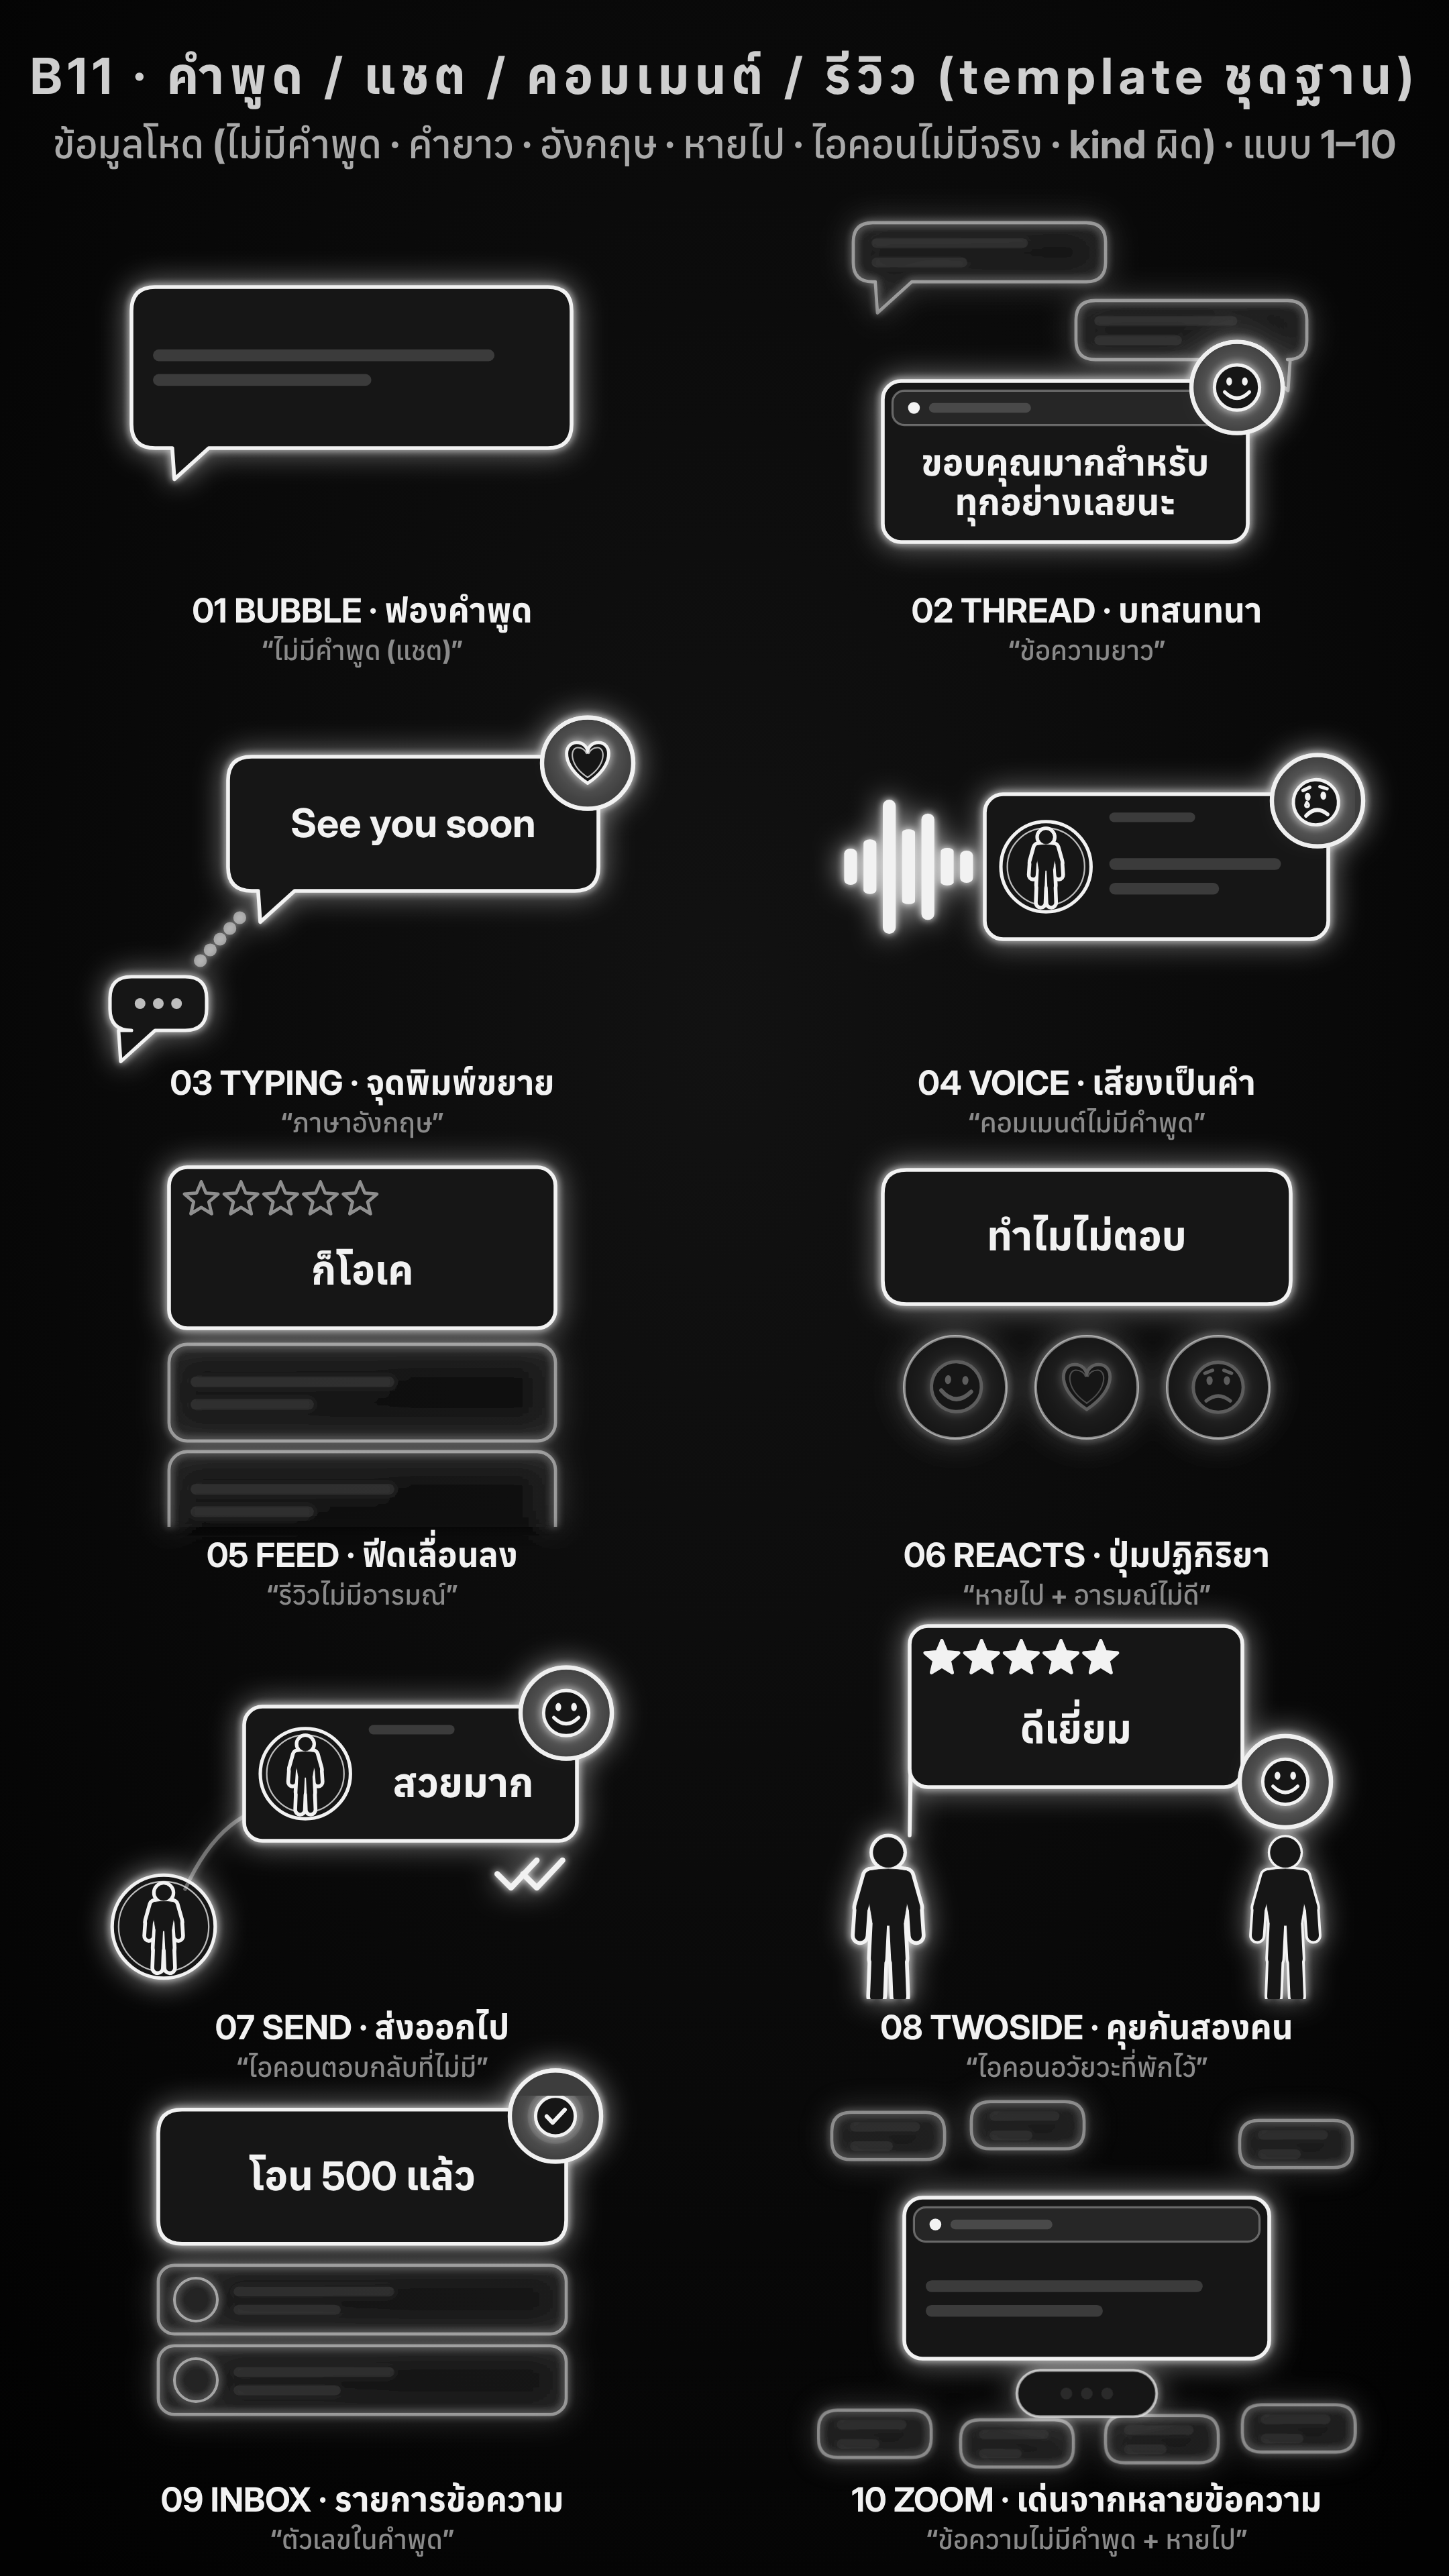 B11 · คำพูด / แชต / คอมเมนต์ / รีวิว (template ชุดฐาน)
ข้อมูลโหด (ไม่มีคำพูด · คำยาว · อังกฤษ · หายไป · ไอคอนไม่มีจริง · kind ผิด) · แบบ 1–10
01 BUBBLE · ฟองคำพูด
“ไม่มีคำพูด (แชต)”
ขอบคุณมากสำหรับ
ทุกอย่างเลยนะ
02 THREAD · บทสนทนา
“ข้อความยาว”
See you soon
03 TYPING · จุดพิมพ์ขยาย
“ภาษาอังกฤษ”
04 VOICE · เสียงเป็นคำ
“คอมเมนต์ไม่มีคำพูด”
ก็โอเค
05 FEED · ฟีดเลื่อนลง
“รีวิวไม่มีอารมณ์”
ทำไมไม่ตอบ
06 REACTS · ปุ่มปฏิกิริยา
“หายไป + อารมณ์ไม่ดี”
สวยมาก
07 SEND · ส่งออกไป
“ไอคอนตอบกลับที่ไม่มี”
ดีเยี่ยม
08 TWOSIDE · คุยกันสองคน
“ไอคอนอวัยวะที่พักไว้”
โอน 500 แล้ว
09 INBOX · รายการข้อความ
“ตัวเลขในคำพูด”
10 ZOOM · เด่นจากหลายข้อความ
“ข้อความไม่มีคำพูด + หายไป”